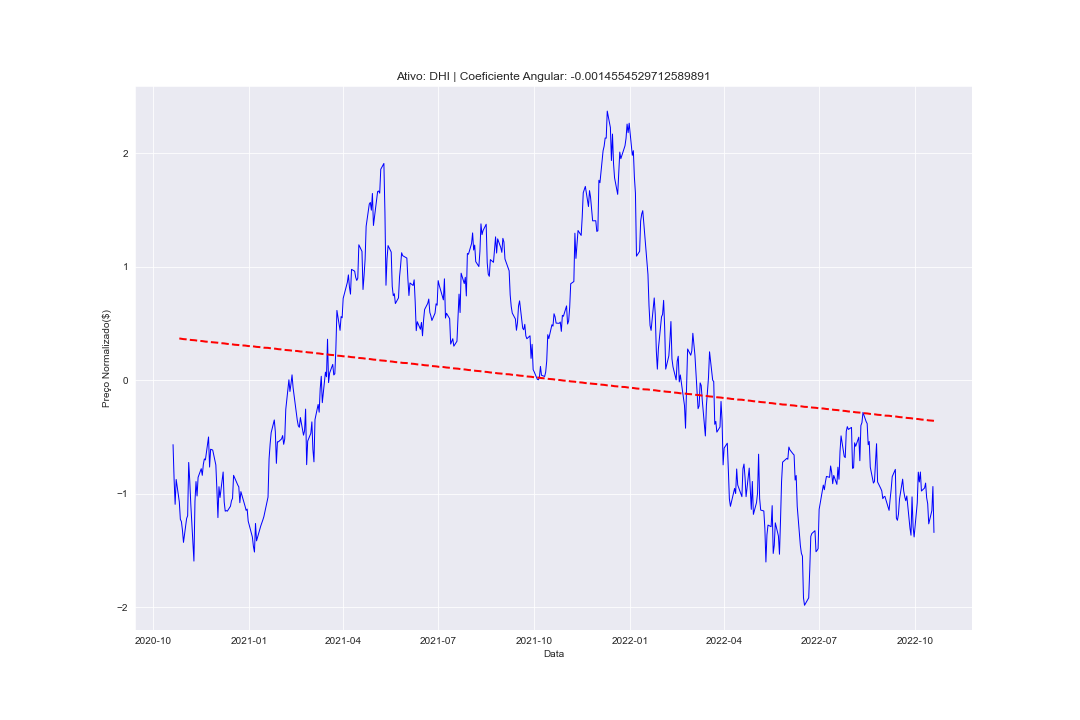 Ativo: DHI | Coeficiente Angular: -0.0014554529712589891
Preço Normalizado($)
2
1
0
−1
−2
2020-10 2021-01 2021-04 2021-07 2021-10 2022-01 2022-04 2022-07 2022-10
Data